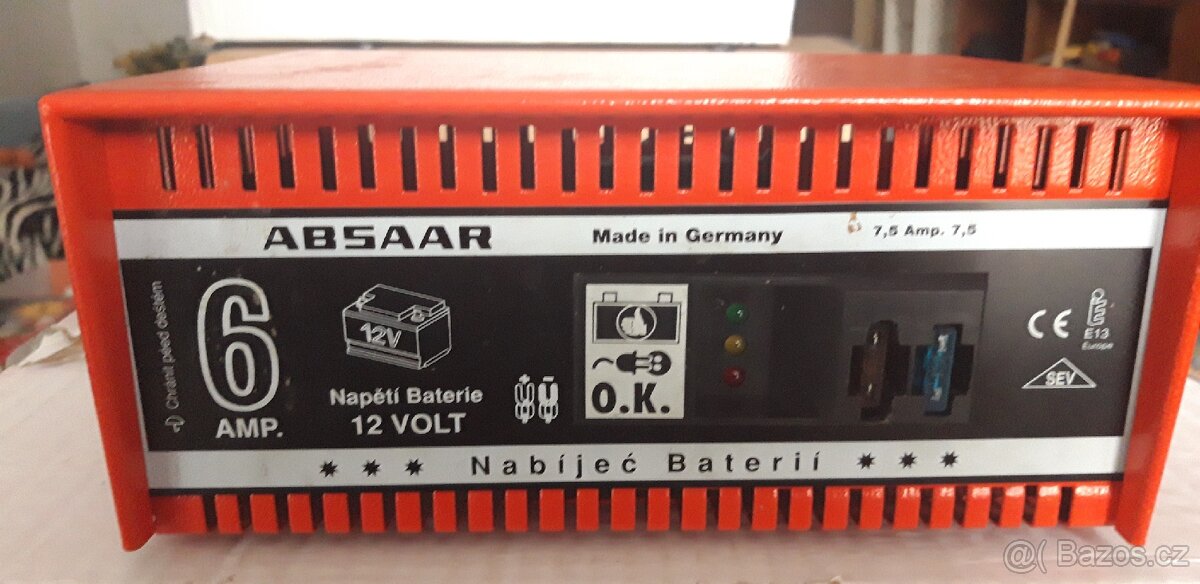 ABSAAR
Made in Germany
7,5 Amp. 7,5
Chránit před deštěm
6
AMP.
12V
Napětí Baterie
12 VOLT
O.K.
CE
E13
Europe
SEV
*** Nabíječ Baterií ***
@( Bazos.cz